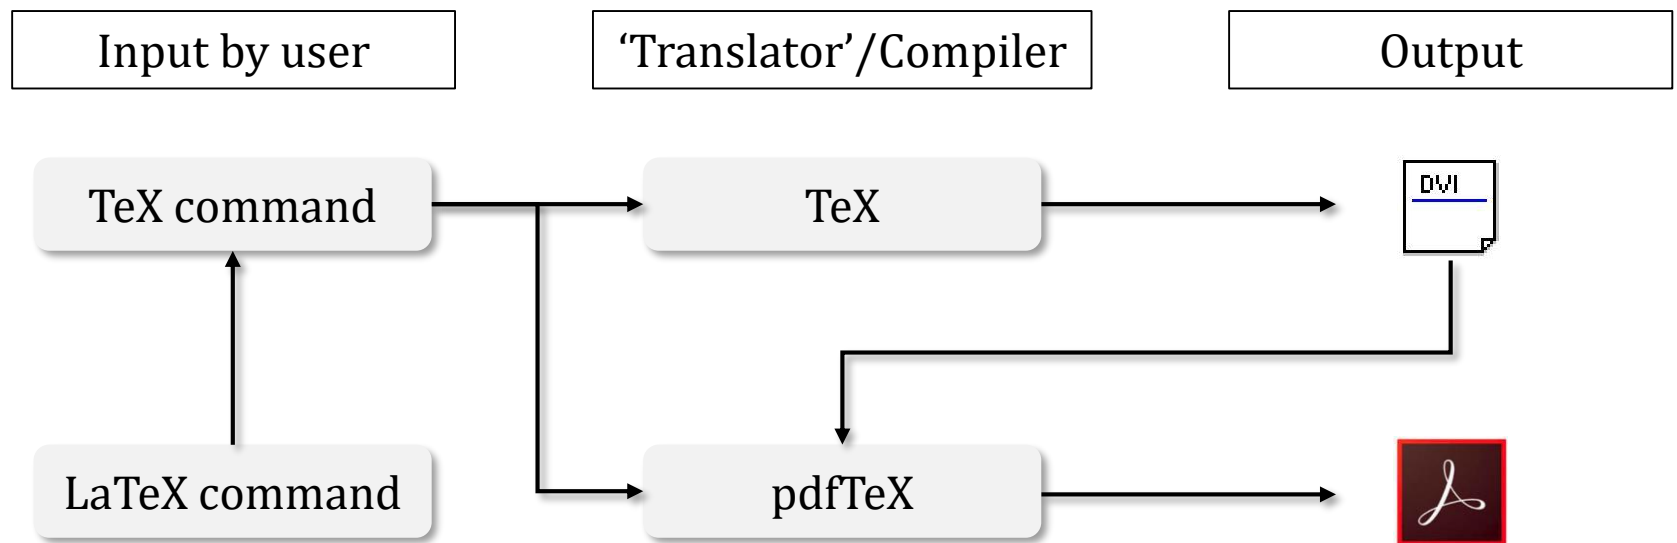 Input by user
‘Translator’/Compiler
Output
TeX command
TeX
DVI
LaTeX command
pdfTeX